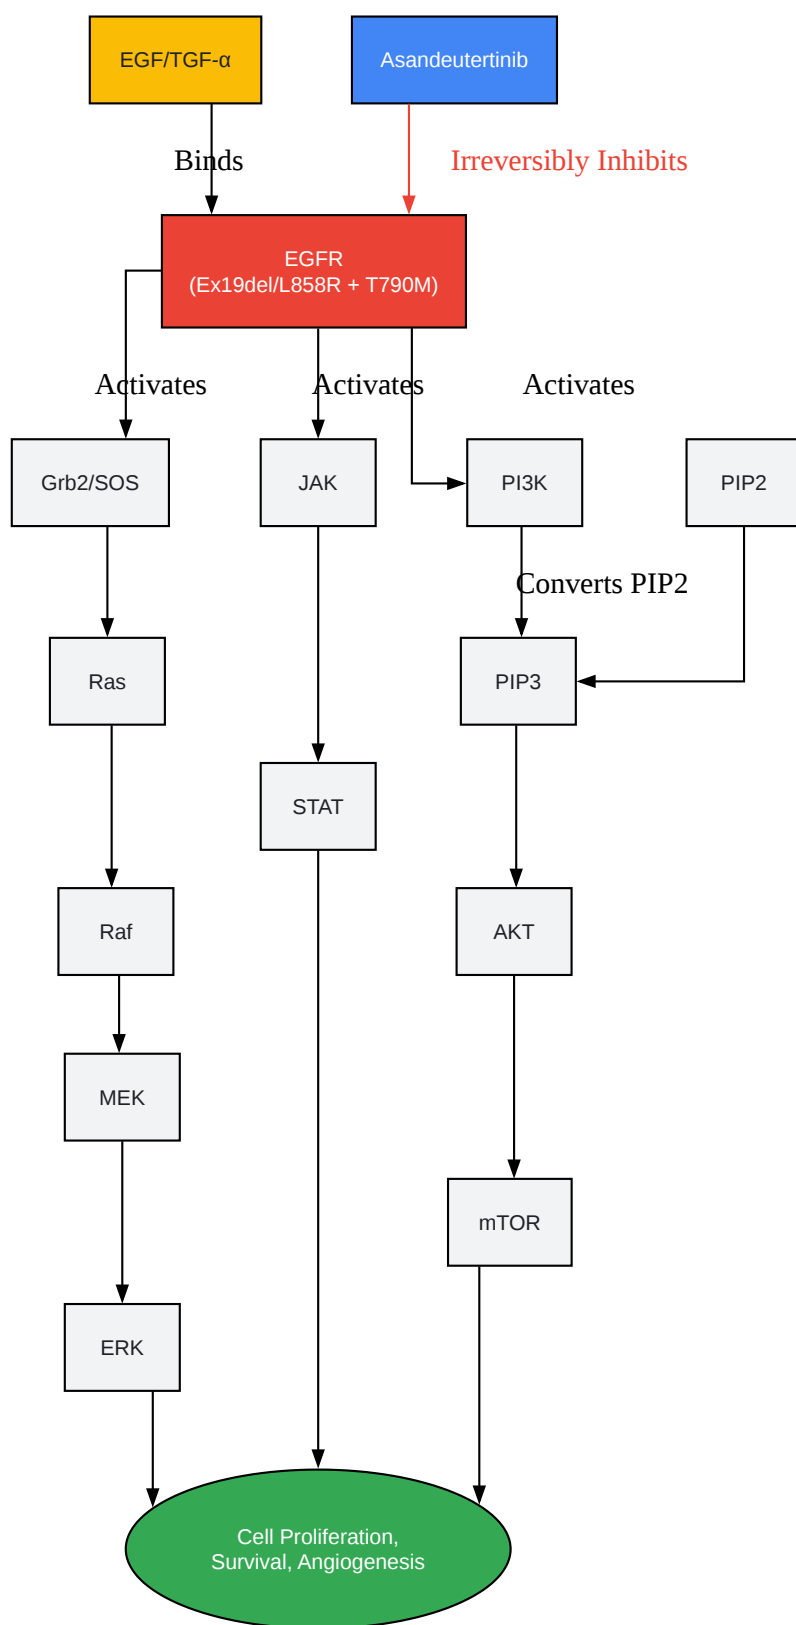 EGF/TGF-α
Asandeutertinib
Binds
Irreversibly Inhibits
EGFR
(Ex19del/L858R + T790M)
Activates
Activates
Activates
Grb2/SOS
JAK
PI3K
PIP2
Converts PIP2
Ras
PIP3
STAT
Raf
AKT
MEK
mTOR
ERK
Cell Proliferation,
Survival, Angiogenesis